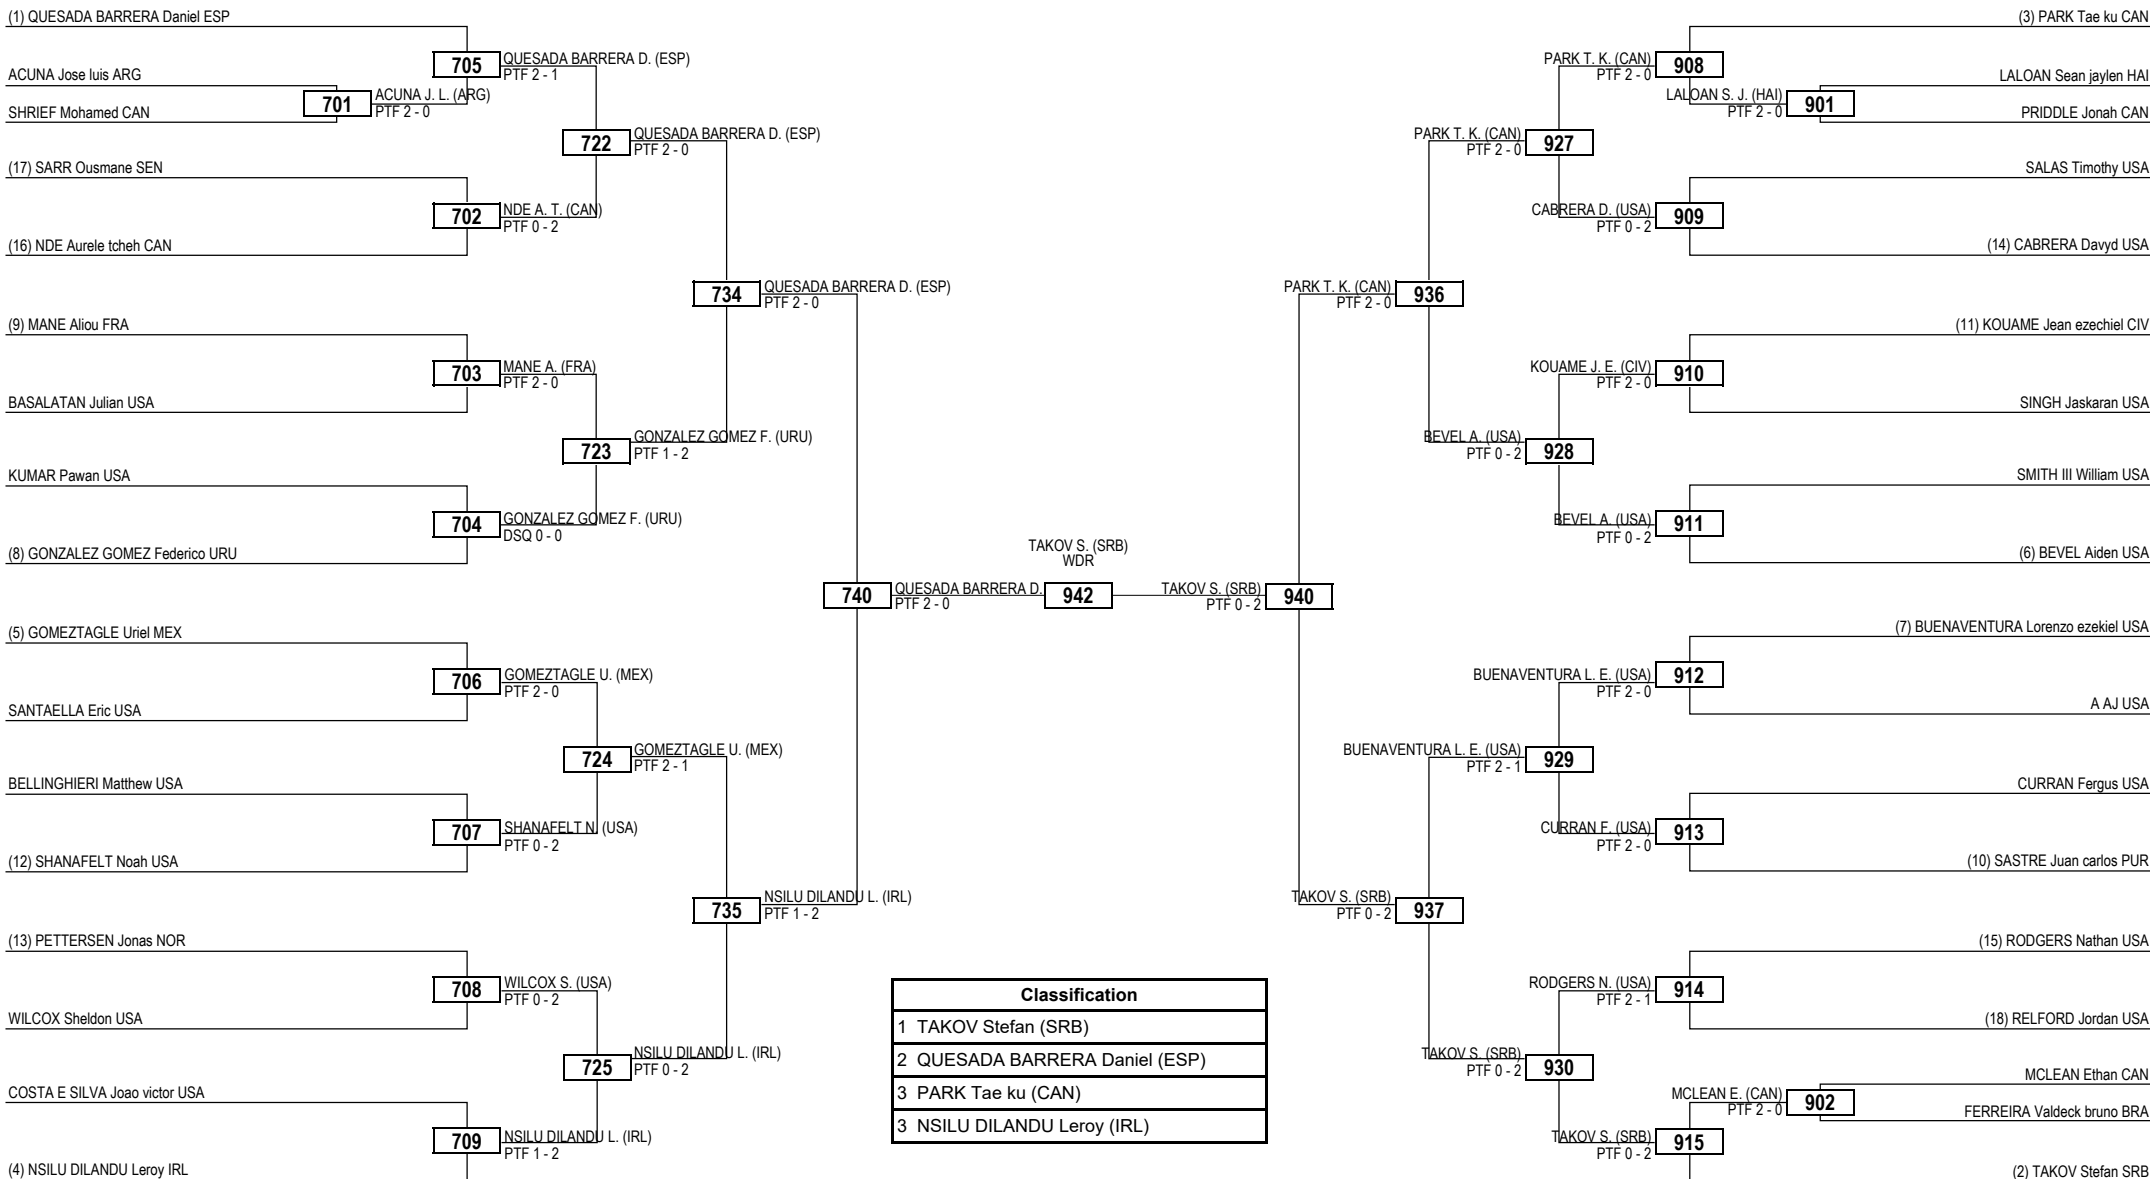 (1) QUESADA BARRERA Daniel ESP
705
QUESADA BARRERA D. (ESP)
PTF 2 - 1
ACUNA Jose luis ARG
701
ACUNA J. L. (ARG)
PTF 2 - 0
SHRIEF Mohamed CAN
722
QUESADA BARRERA D. (ESP)
PTF 2 - 0
(17) SARR Ousmane SEN
702
NDE A. T. (CAN)
PTF 0 - 2
(16) NDE Aurele tcheh CAN
734
QUESADA BARRERA D. (ESP)
PTF 2 - 0
(9) MANE Aliou FRA
703
MANE A. (FRA)
PTF 2 - 0
BASALATAN Julian USA
723
GONZALEZ GOMEZ F. (URU)
PTF 1 - 2
KUMAR Pawan USA
704
GONZALEZ GOMEZ F. (URU)
DSQ 0 - 0
(8) GONZALEZ GOMEZ Federico URU
740
QUESADA BARRERA D.
PTF 2 - 0
(5) GOMEZTAGLE Uriel MEX
706
GOMEZTAGLE U. (MEX)
PTF 2 - 0
SANTAELLA Eric USA
724
GOMEZTAGLE U. (MEX)
PTF 2 - 1
BELLINGHIERI Matthew USA
707
SHANAFELT N. (USA)
PTF 0 - 2
(12) SHANAFELT Noah USA
735
NSILU DILANDU L. (IRL)
PTF 1 - 2
(13) PETTERSEN Jonas NOR
708
WILCOX S. (USA)
PTF 0 - 2
WILCOX Sheldon USA
725
NSILU DILANDU L. (IRL)
PTF 0 - 2
COSTA E SILVA Joao victor USA
709
NSILU DILANDU L. (IRL)
PTF 1 - 2
(4) NSILU DILANDU Leroy IRL
TAKOV S. (SRB)
WDR
942
Classification
1 TAKOV Stefan (SRB)
2 QUESADA BARRERA Daniel (ESP)
3 PARK Tae ku (CAN)
3 NSILU DILANDU Leroy (IRL)
(3) PARK Tae ku CAN
PARK T. K. (CAN)
PTF 2 - 0
908
LALOAN Sean jaylen HAI
LALOAN S. J. (HAI)
PTF 2 - 0
901
PRIDDLE Jonah CAN
PARK T. K. (CAN)
PTF 2 - 0
927
SALAS Timothy USA
CABRERA D. (USA)
PTF 0 - 2
909
(14) CABRERA Davyd USA
PARK T. K. (CAN)
PTF 2 - 0
936
(11) KOUAME Jean ezechiel CIV
KOUAME J. E. (CIV)
PTF 2 - 0
910
SINGH Jaskaran USA
BEVEL A. (USA)
PTF 0 - 2
928
SMITH III William USA
BEVEL A. (USA)
PTF 0 - 2
911
(6) BEVEL Aiden USA
TAKOV S. (SRB)
PTF 0 - 2
940
(7) BUENAVENTURA Lorenzo ezekiel USA
BUENAVENTURA L. E. (USA)
PTF 2 - 0
912
A AJ USA
BUENAVENTURA L. E. (USA)
PTF 2 - 1
929
CURRAN Fergus USA
CURRAN F. (USA)
PTF 2 - 0
913
(10) SASTRE Juan carlos PUR
TAKOV S. (SRB)
PTF 0 - 2
937
(15) RODGERS Nathan USA
RODGERS N. (USA)
PTF 2 - 1
914
(18) RELFORD Jordan USA
TAKOV S. (SRB)
PTF 0 - 2
930
MCLEAN Ethan CAN
MCLEAN E. (CAN)
PTF 2 - 0
902
FERREIRA Valdeck bruno BRA
TAKOV S. (SRB)
PTF 0 - 2
915
(2) TAKOV Stefan SRB